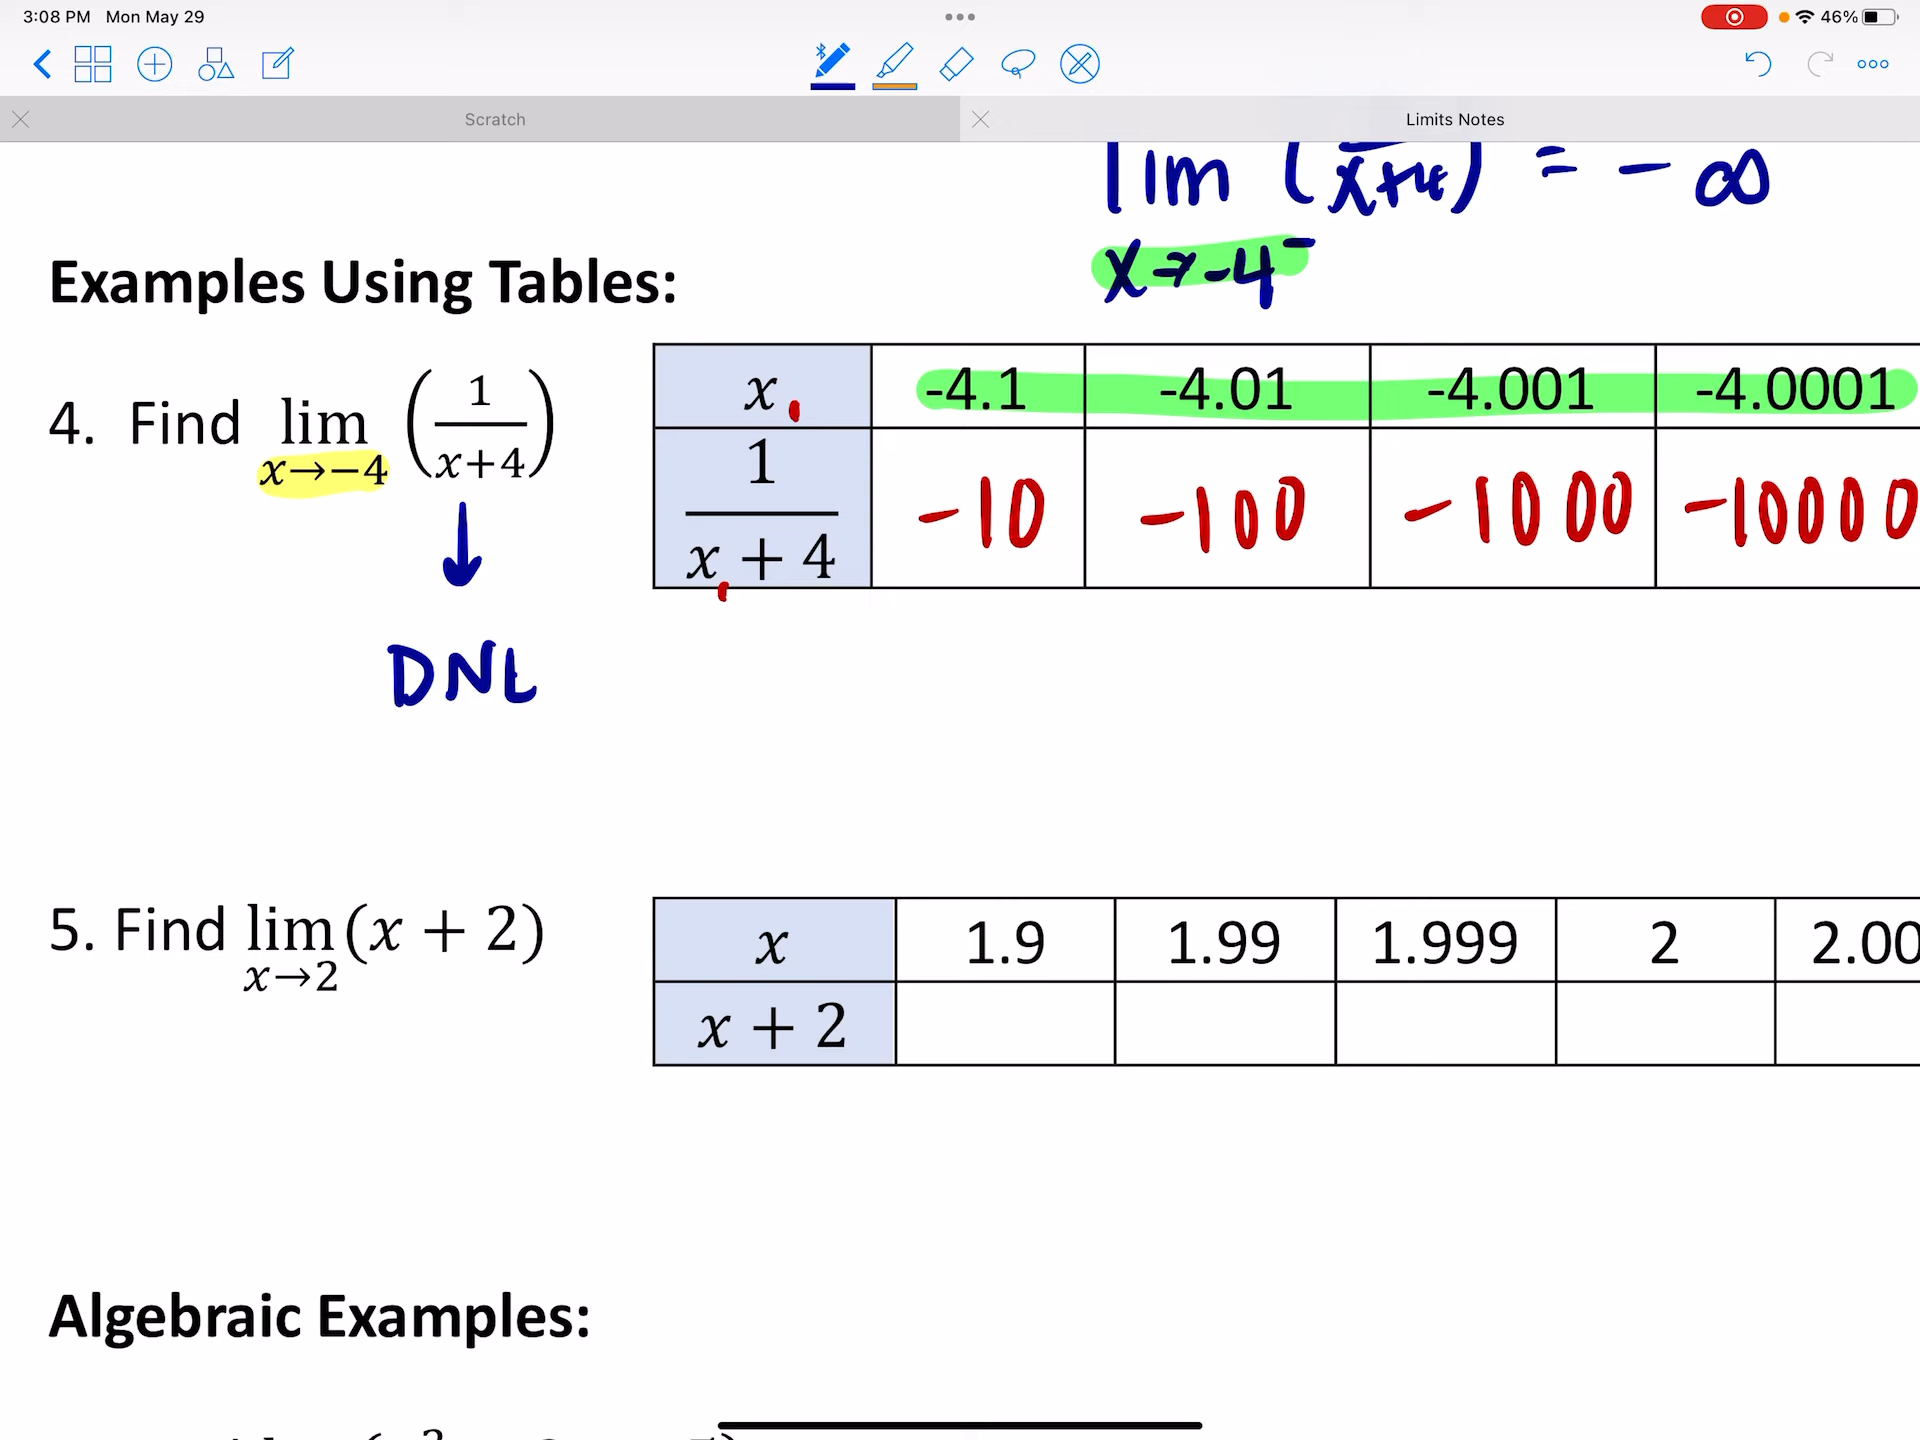 3:08 PM Mon May 29
46%
Scratch
Limits Notes
lim ( /x+4) = - ∞
x→-4⁻
Examples Using Tables:
4. Find lim (1/x+4)
x→−4
x -4.1 -4.01 -4.001 -4.0001
1/x + 4 -10 -100 -1000 -10000
DNE
5. Find lim (x + 2)
x→2
x 1.9 1.99 1.999 2 2.00
x + 2
Algebraic Examples: